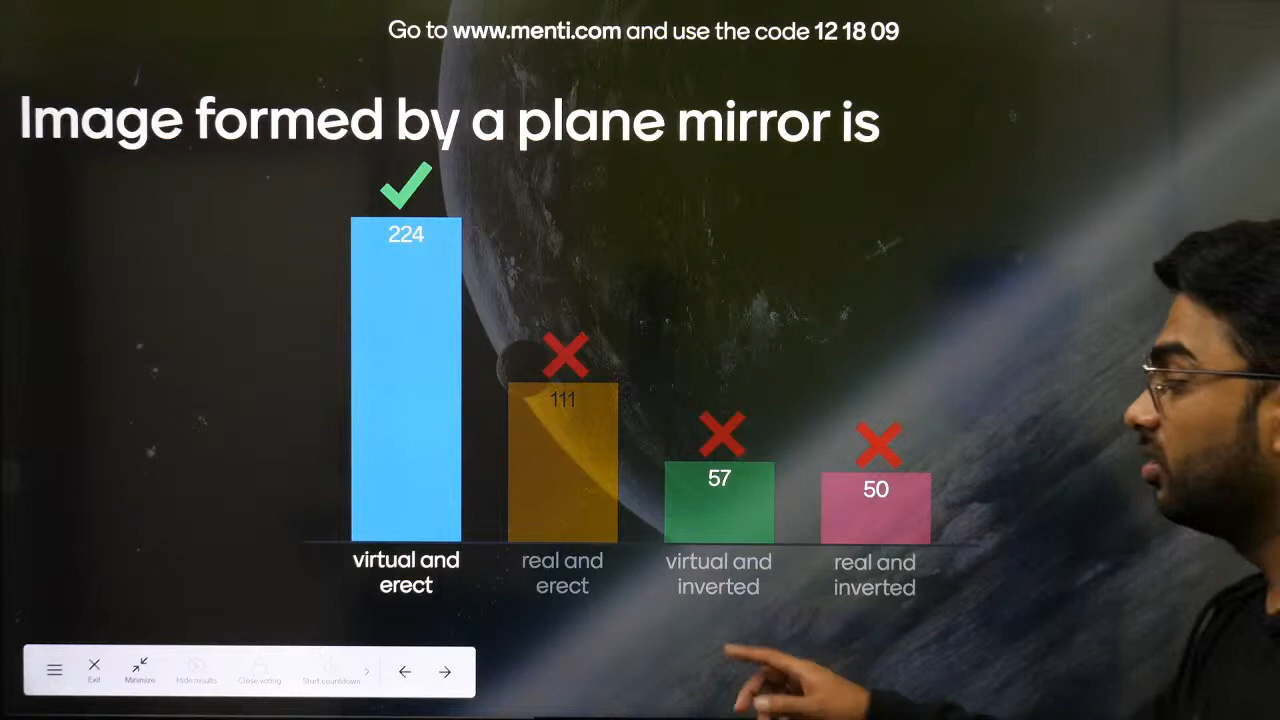 Go to www.menti.com and use the code 12 18 09
Image formed by a plane mirror is
224
111
57
50
virtual and
erect
real and
erect
virtual and
inverted
real and
inverted
Exit
Minimize
Hide results
Close voting
Start countdown